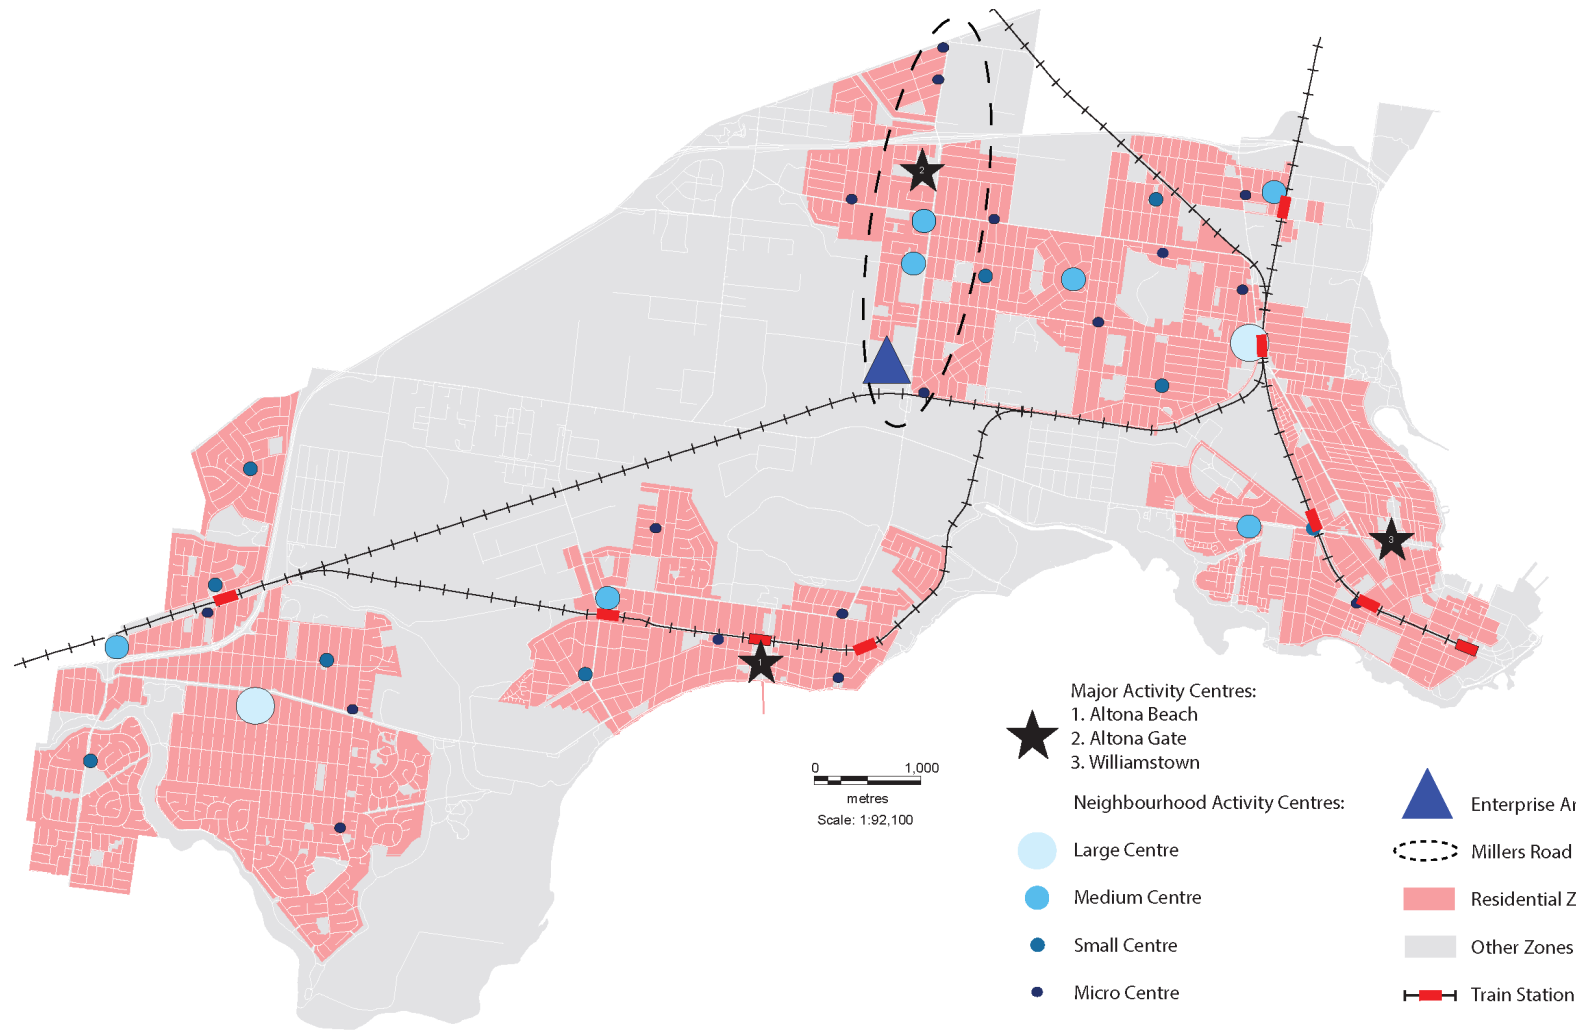 2
3
1
Major Activity Centres:
1. Altona Beach
2. Altona Gate
3. Williamstown
0 1,000
metres
Scale: 1:92,100
Neighbourhood Activity Centres:
Large Centre
Medium Centre
Small Centre
Micro Centre
Enterprise
Millers Road
Residential
Other Zones
Train Station